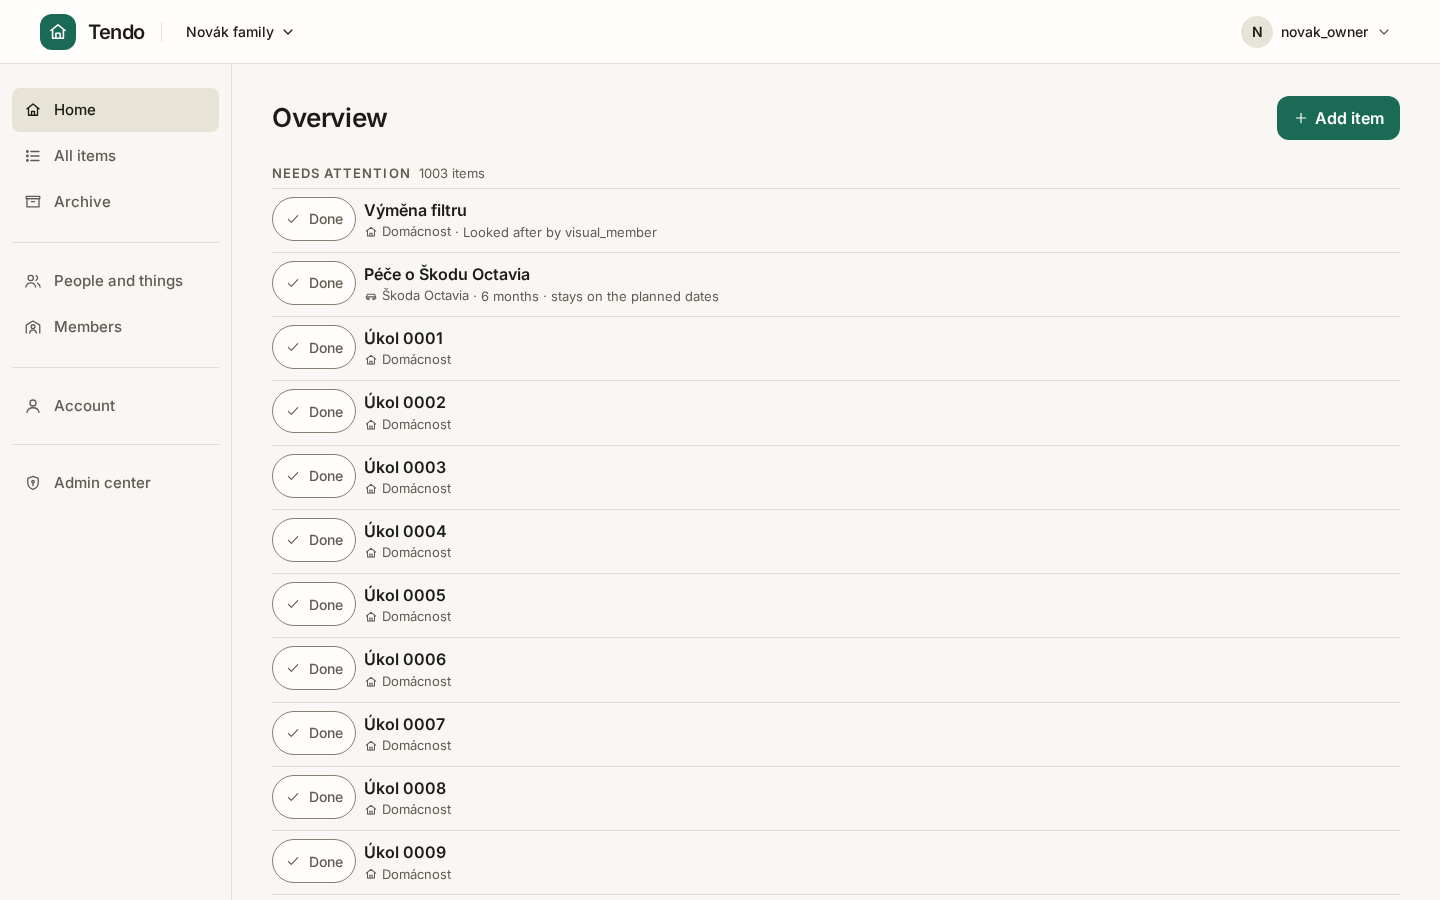 Tendo
Novák family
N
novak_owner
Home
All items
Archive
People and things
Members
Account
Admin center
Overview
Add item
NEEDS ATTENTION 1003 items
Done
Výměna filtru
Domácnost · Looked after by visual_member
Done
Péče o Škodu Octavia
Škoda Octavia · 6 months · stays on the planned dates
Done
Úkol 0001
Domácnost
Done
Úkol 0002
Domácnost
Done
Úkol 0003
Domácnost
Done
Úkol 0004
Domácnost
Done
Úkol 0005
Domácnost
Done
Úkol 0006
Domácnost
Done
Úkol 0007
Domácnost
Done
Úkol 0008
Domácnost
Done
Úkol 0009
Domácnost